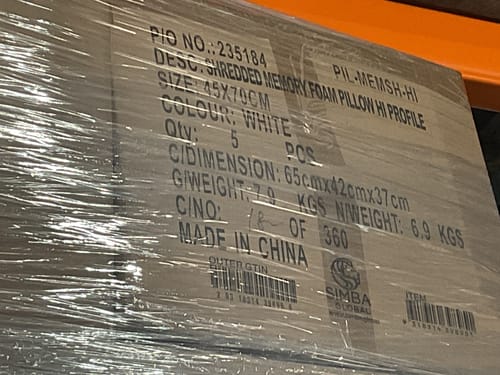 P/O NO.:235184
PIL-MEMSH-HI
DESC: SHREDDED MEMORY FOAM PILLOW HI PROFILE
SIZE: 45X70CM
COLOUR: WHITE
Qty: 5 PCS
C/DIMENSION: 65cmx42cmx37cm
G/WEIGHT: 7.9 KGS N/WEIGHT: 6.9 KGS
C/NO: OF 360
MADE IN CHINA
OUTER GTIN
SIMBA
GLOBAL
ITEM